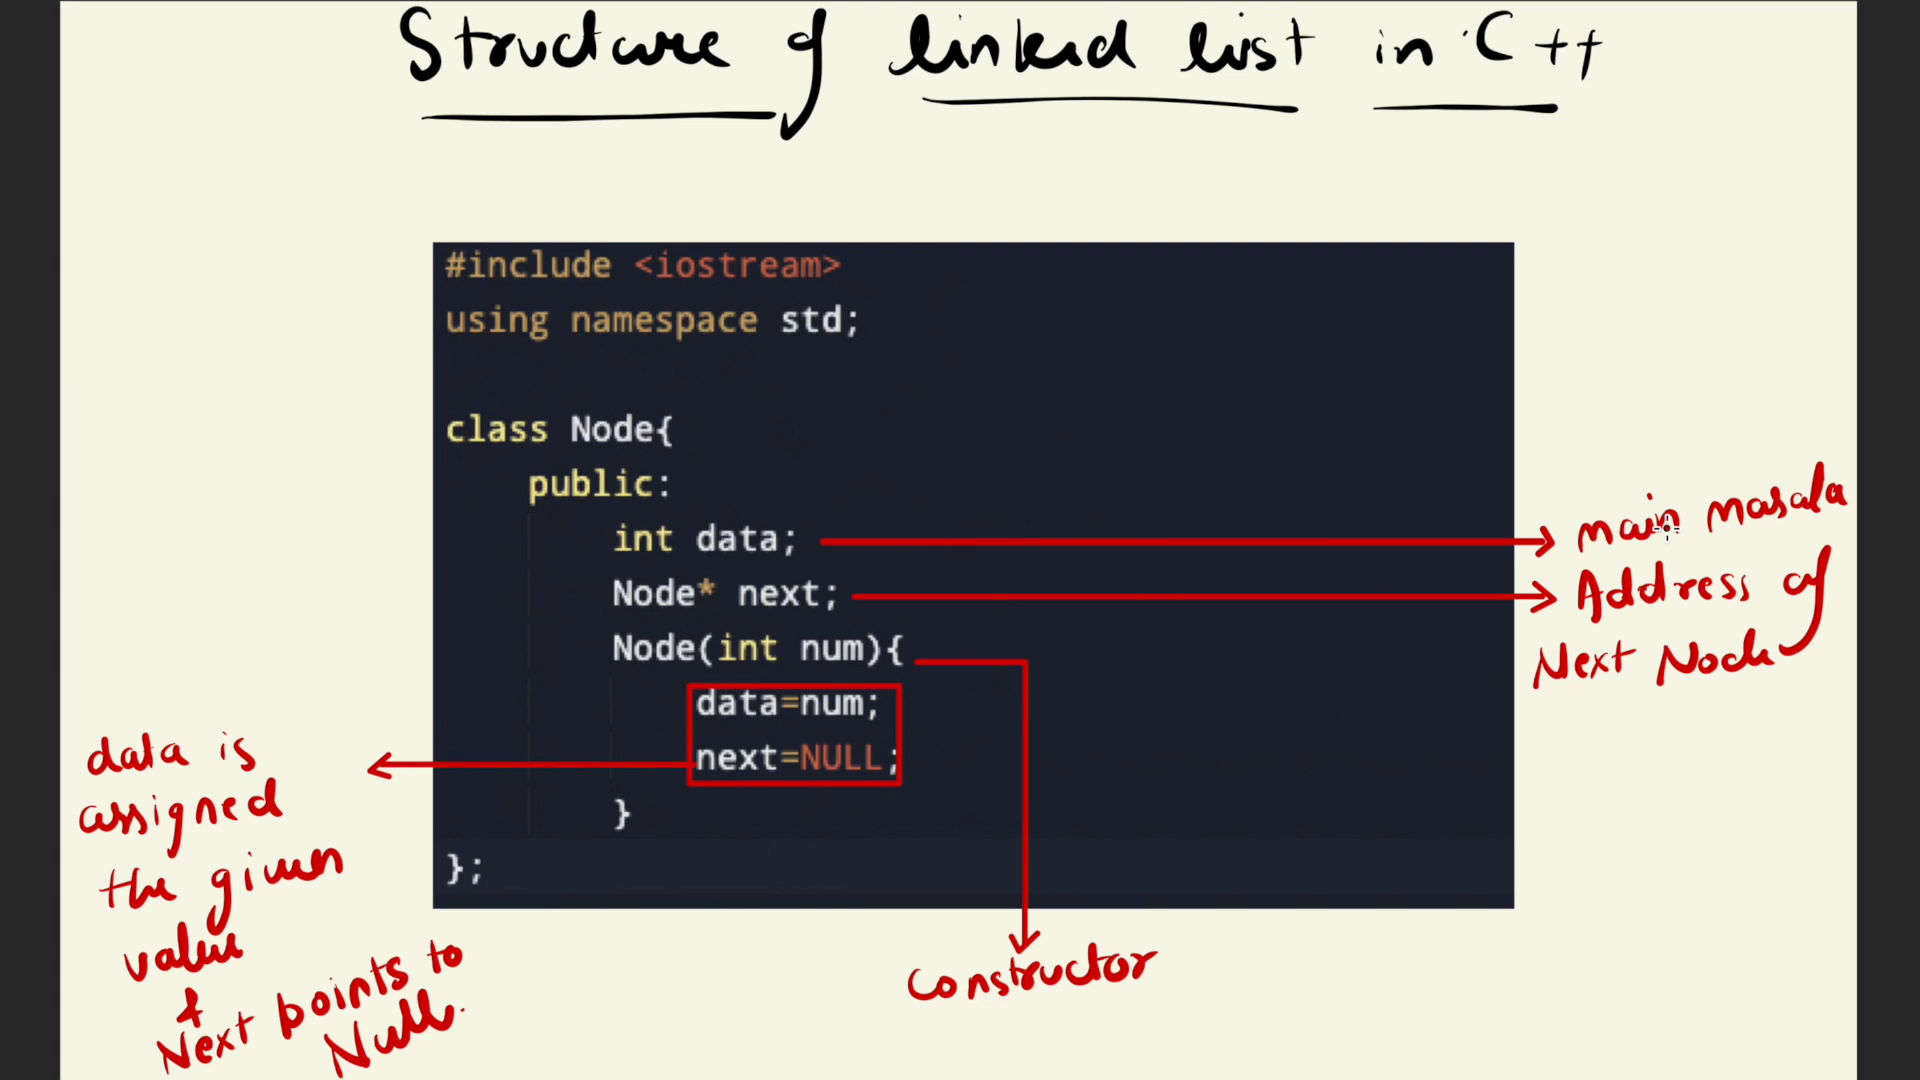 Structure of linked list in C++
#include <iostream>
using namespace std;
class Node{
public:
int data;
Node* next;
Node(int num){
data=num;
next=NULL;
}
};
main masala
Address of
Next Node
data is
assigned
the given
value
&
Next points to
Null.
Constructor